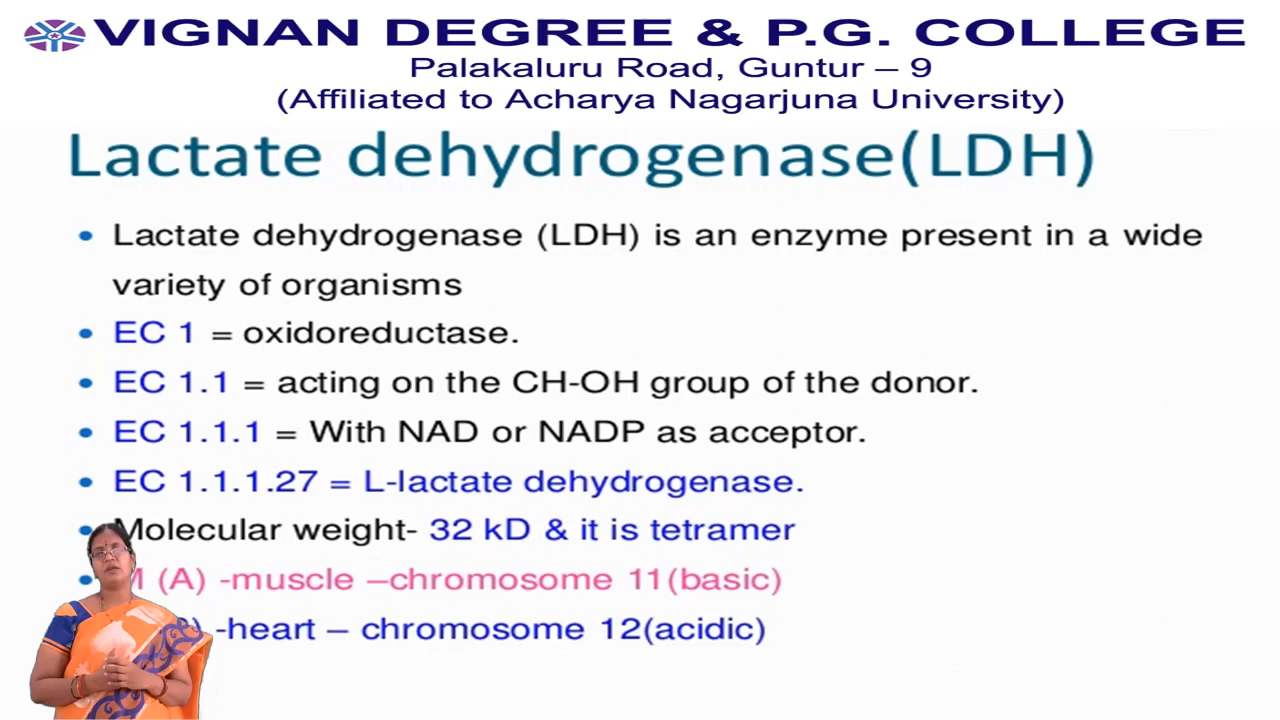 VIGNAN DEGREE & P.G. COLLEGE
Palakaluru Road, Guntur – 9
(Affiliated to Acharya Nagarjuna University)
Lactate dehydrogenase(LDH)
• Lactate dehydrogenase (LDH) is an enzyme present in a wide
variety of organisms
• EC 1 = oxidoreductase.
• EC 1.1 = acting on the CH-OH group of the donor.
• EC 1.1.1 = With NAD or NADP as acceptor.
• EC 1.1.1.27 = L-lactate dehydrogenase.
• Molecular weight- 32 kD & it is tetramer
• M (A) -muscle –chromosome 11(basic)
-heart – chromosome 12(acidic)